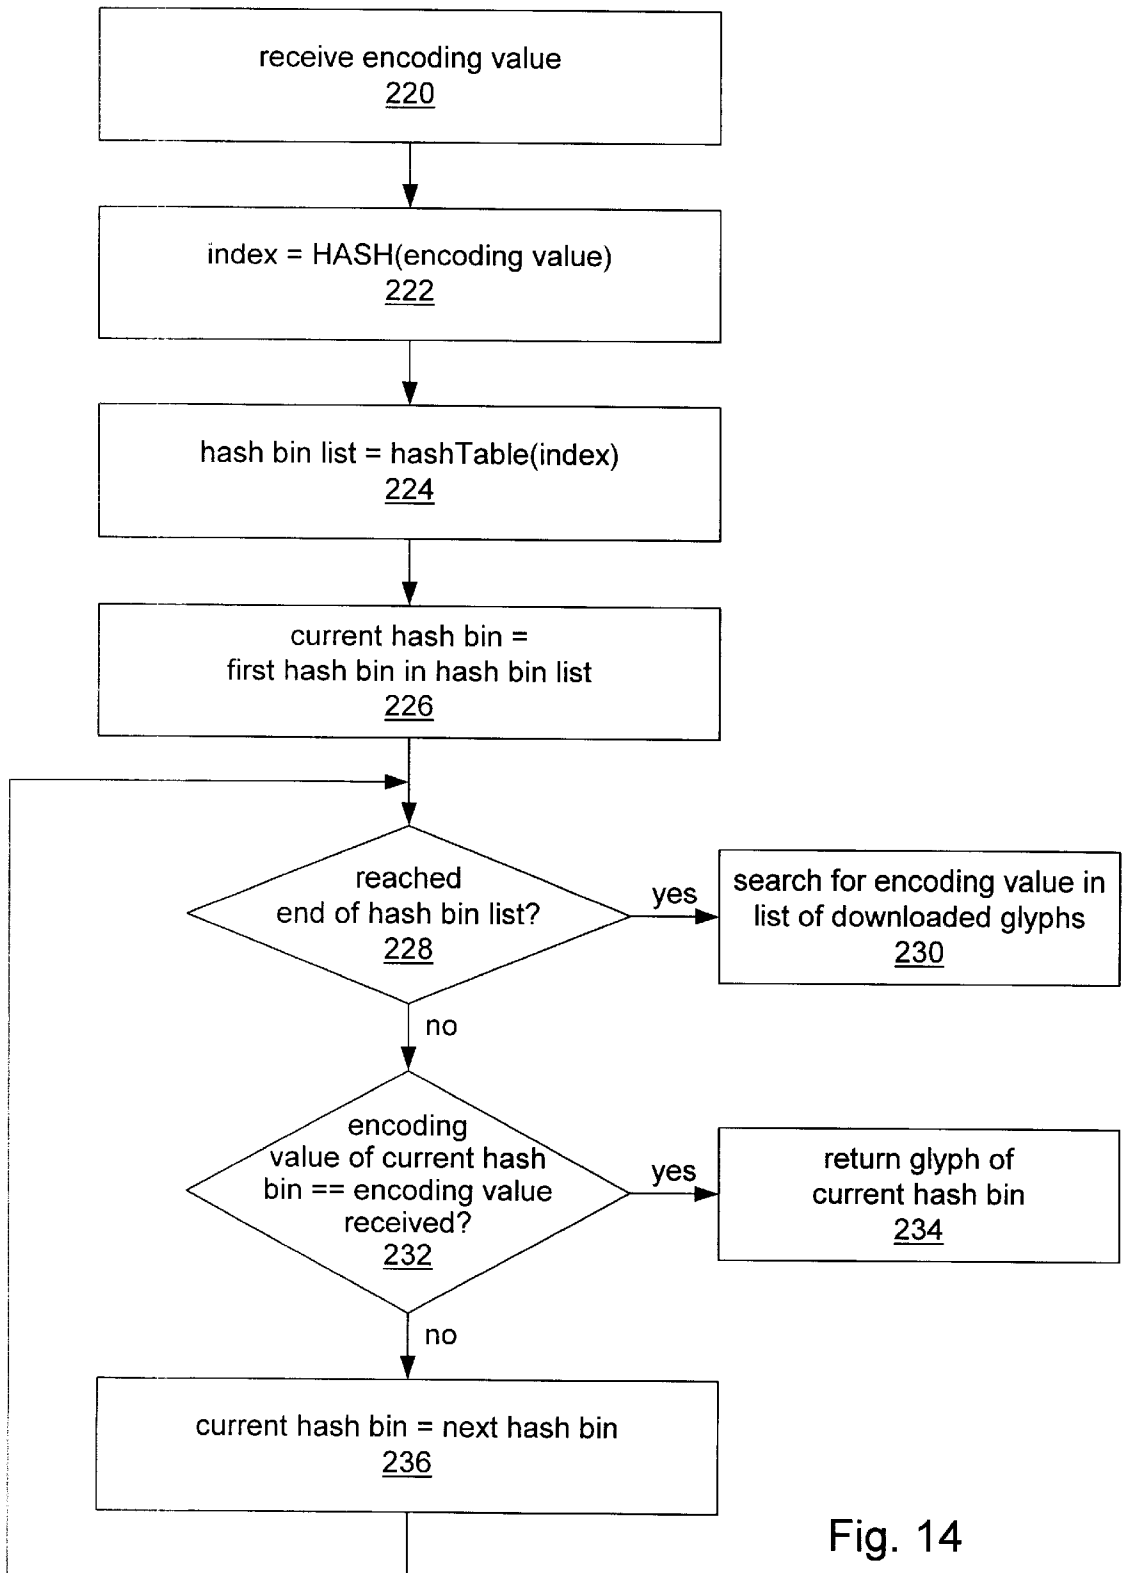 receive encoding value
220
index = HASH(encoding value)
222
hash bin list = hashTable(index)
224
current hash bin =
first hash bin in hash bin list
226
reached
end of hash bin list?
228
yes
search for encoding value in
list of downloaded glyphs
230
no
encoding
value of current hash
bin == encoding value
received?
232
yes
return glyph of
current hash bin
234
no
current hash bin = next hash bin
236
Fig. 14